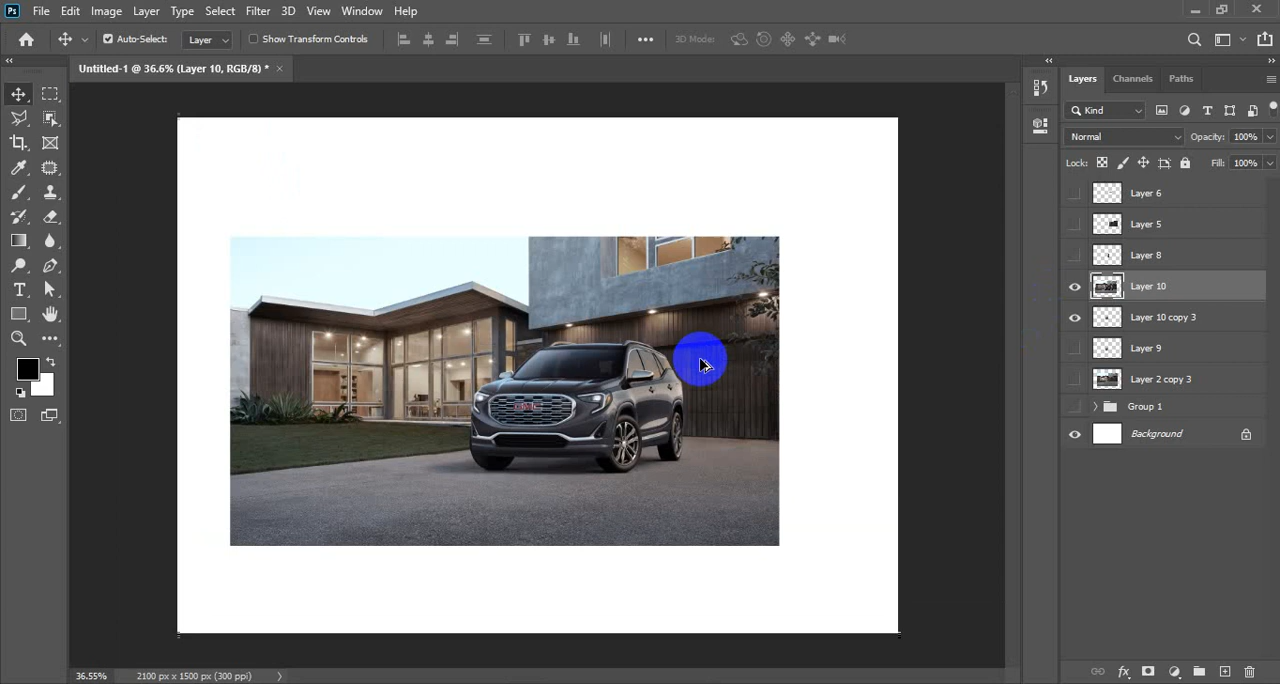 Ps File Edit Image Layer Type Select Filter 3D View Window Help
Auto-Select: Layer Show Transform Controls 3D Mode:
Untitled-1 @ 36.6% (Layer 10, RGB/8) *
Layers Channels Paths
Kind
Normal Opacity: 100%
Lock: Fill: 100%
Layer 6
Layer 5
Layer 8
Layer 10
Layer 10 copy 3
Layer 9
Layer 2 copy 3
Group 1
Background
GMC
36.55% 2100 px x 1500 px (300 ppi)